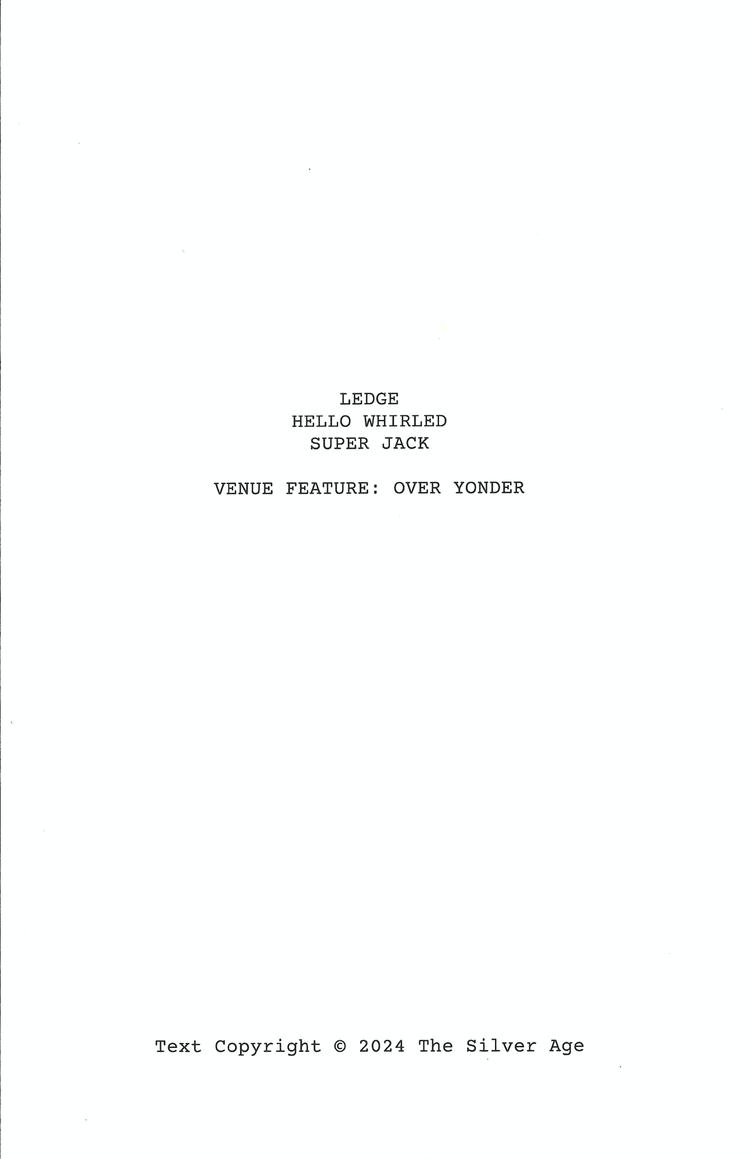 LEDGE
HELLO WHIRLED
SUPER JACK
VENUE FEATURE: OVER YONDER
Text Copyright © 2024 The Silver Age